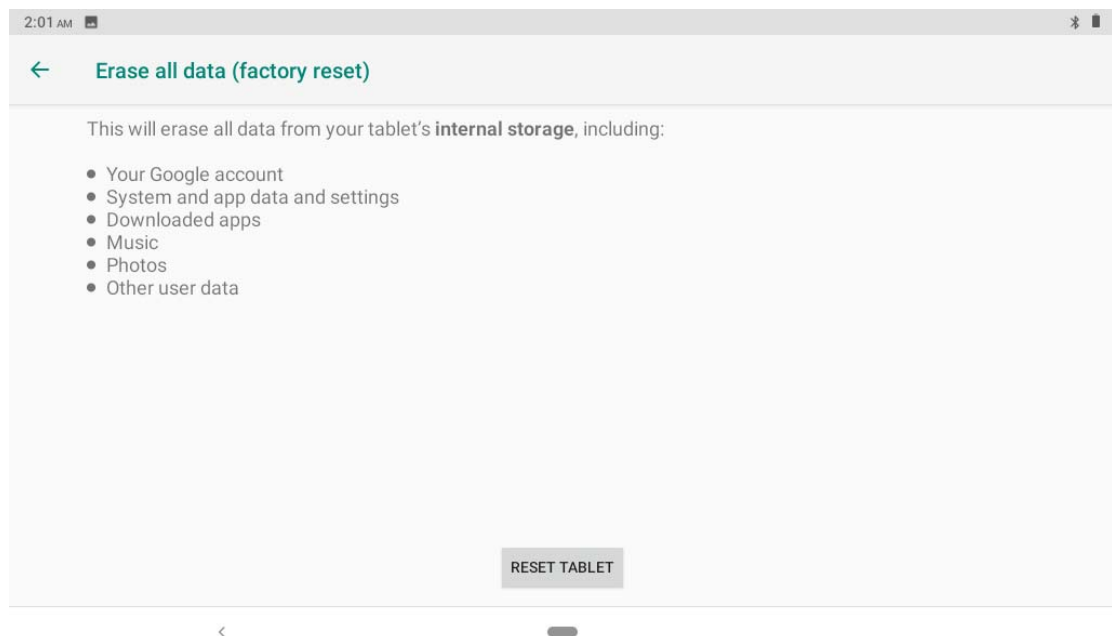 2:01 AM
Erase all data (factory reset)
This will erase all data from your tablet's internal storage, including:
Your Google account
System and app data and settings
Downloaded apps
Music
Photos
Other user data
RESET TABLET